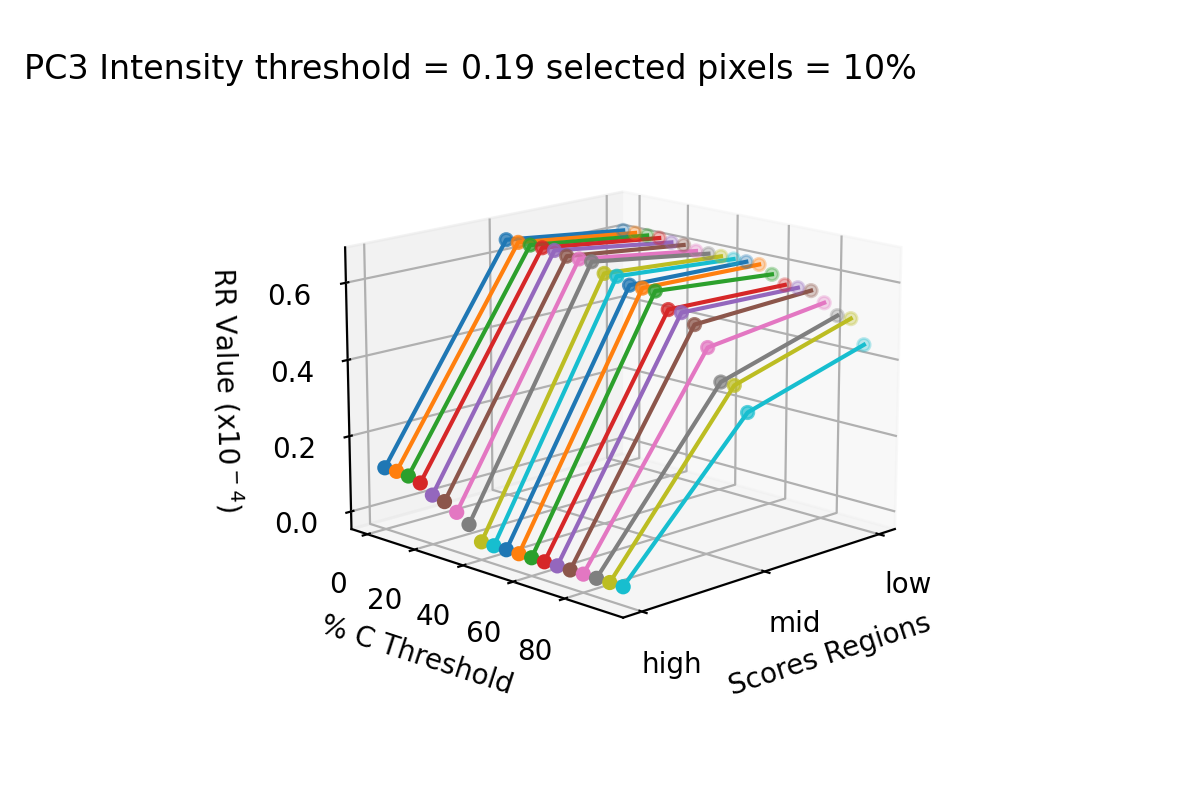 PC3 Intensity threshold = 0.19 selected pixels = 10%
RR Value (x10⁻⁴)
0.6
0.4
0.2
0.0
0
20
40
60
80
% C Threshold
high
mid
low
Scores Regions